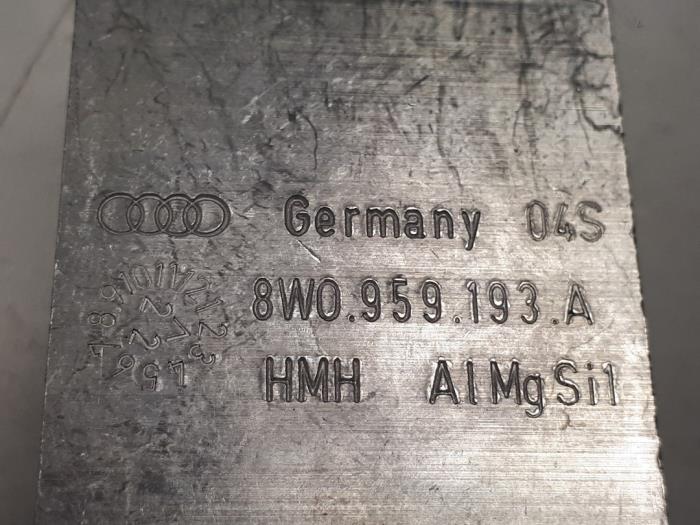 Germany 04S
8W0.959.193.A
HMH AlMgSi1